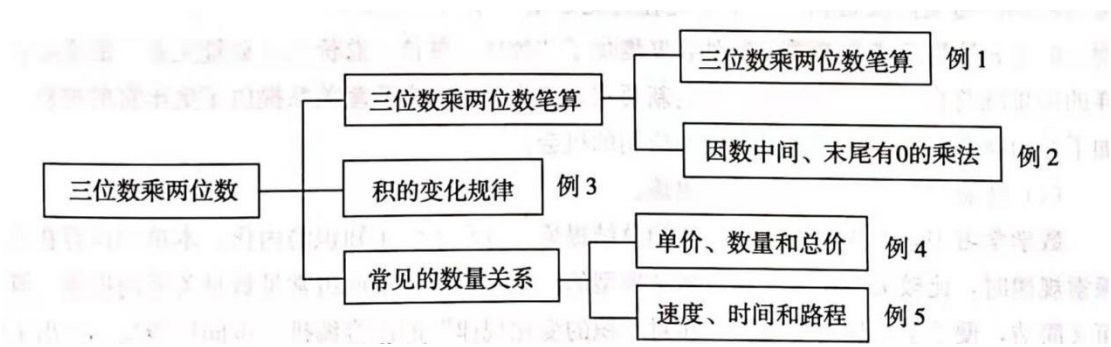 三位数乘两位数笔算 例1
三位数乘两位数笔算
因数中间、末尾有0的乘法 例2
三位数乘两位数
积的变化规律 例3
单价、数量和总价 例4
常见的数量关系
速度、时间和路程 例5